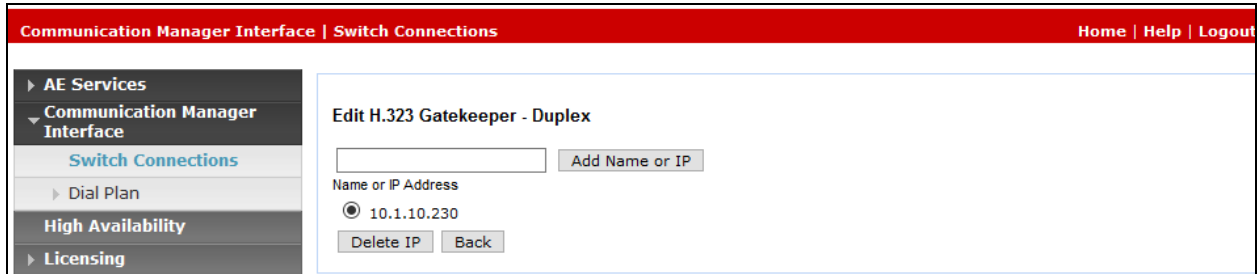 Communication Manager Interface | Switch Connections
Home | Help | Logout
AE Services
Communication Manager
Interface
Switch Connections
Dial Plan
High Availability
Licensing
Edit H.323 Gatekeeper - Duplex
Add Name or IP
Name or IP Address
10.1.10.230
Delete IP
Back